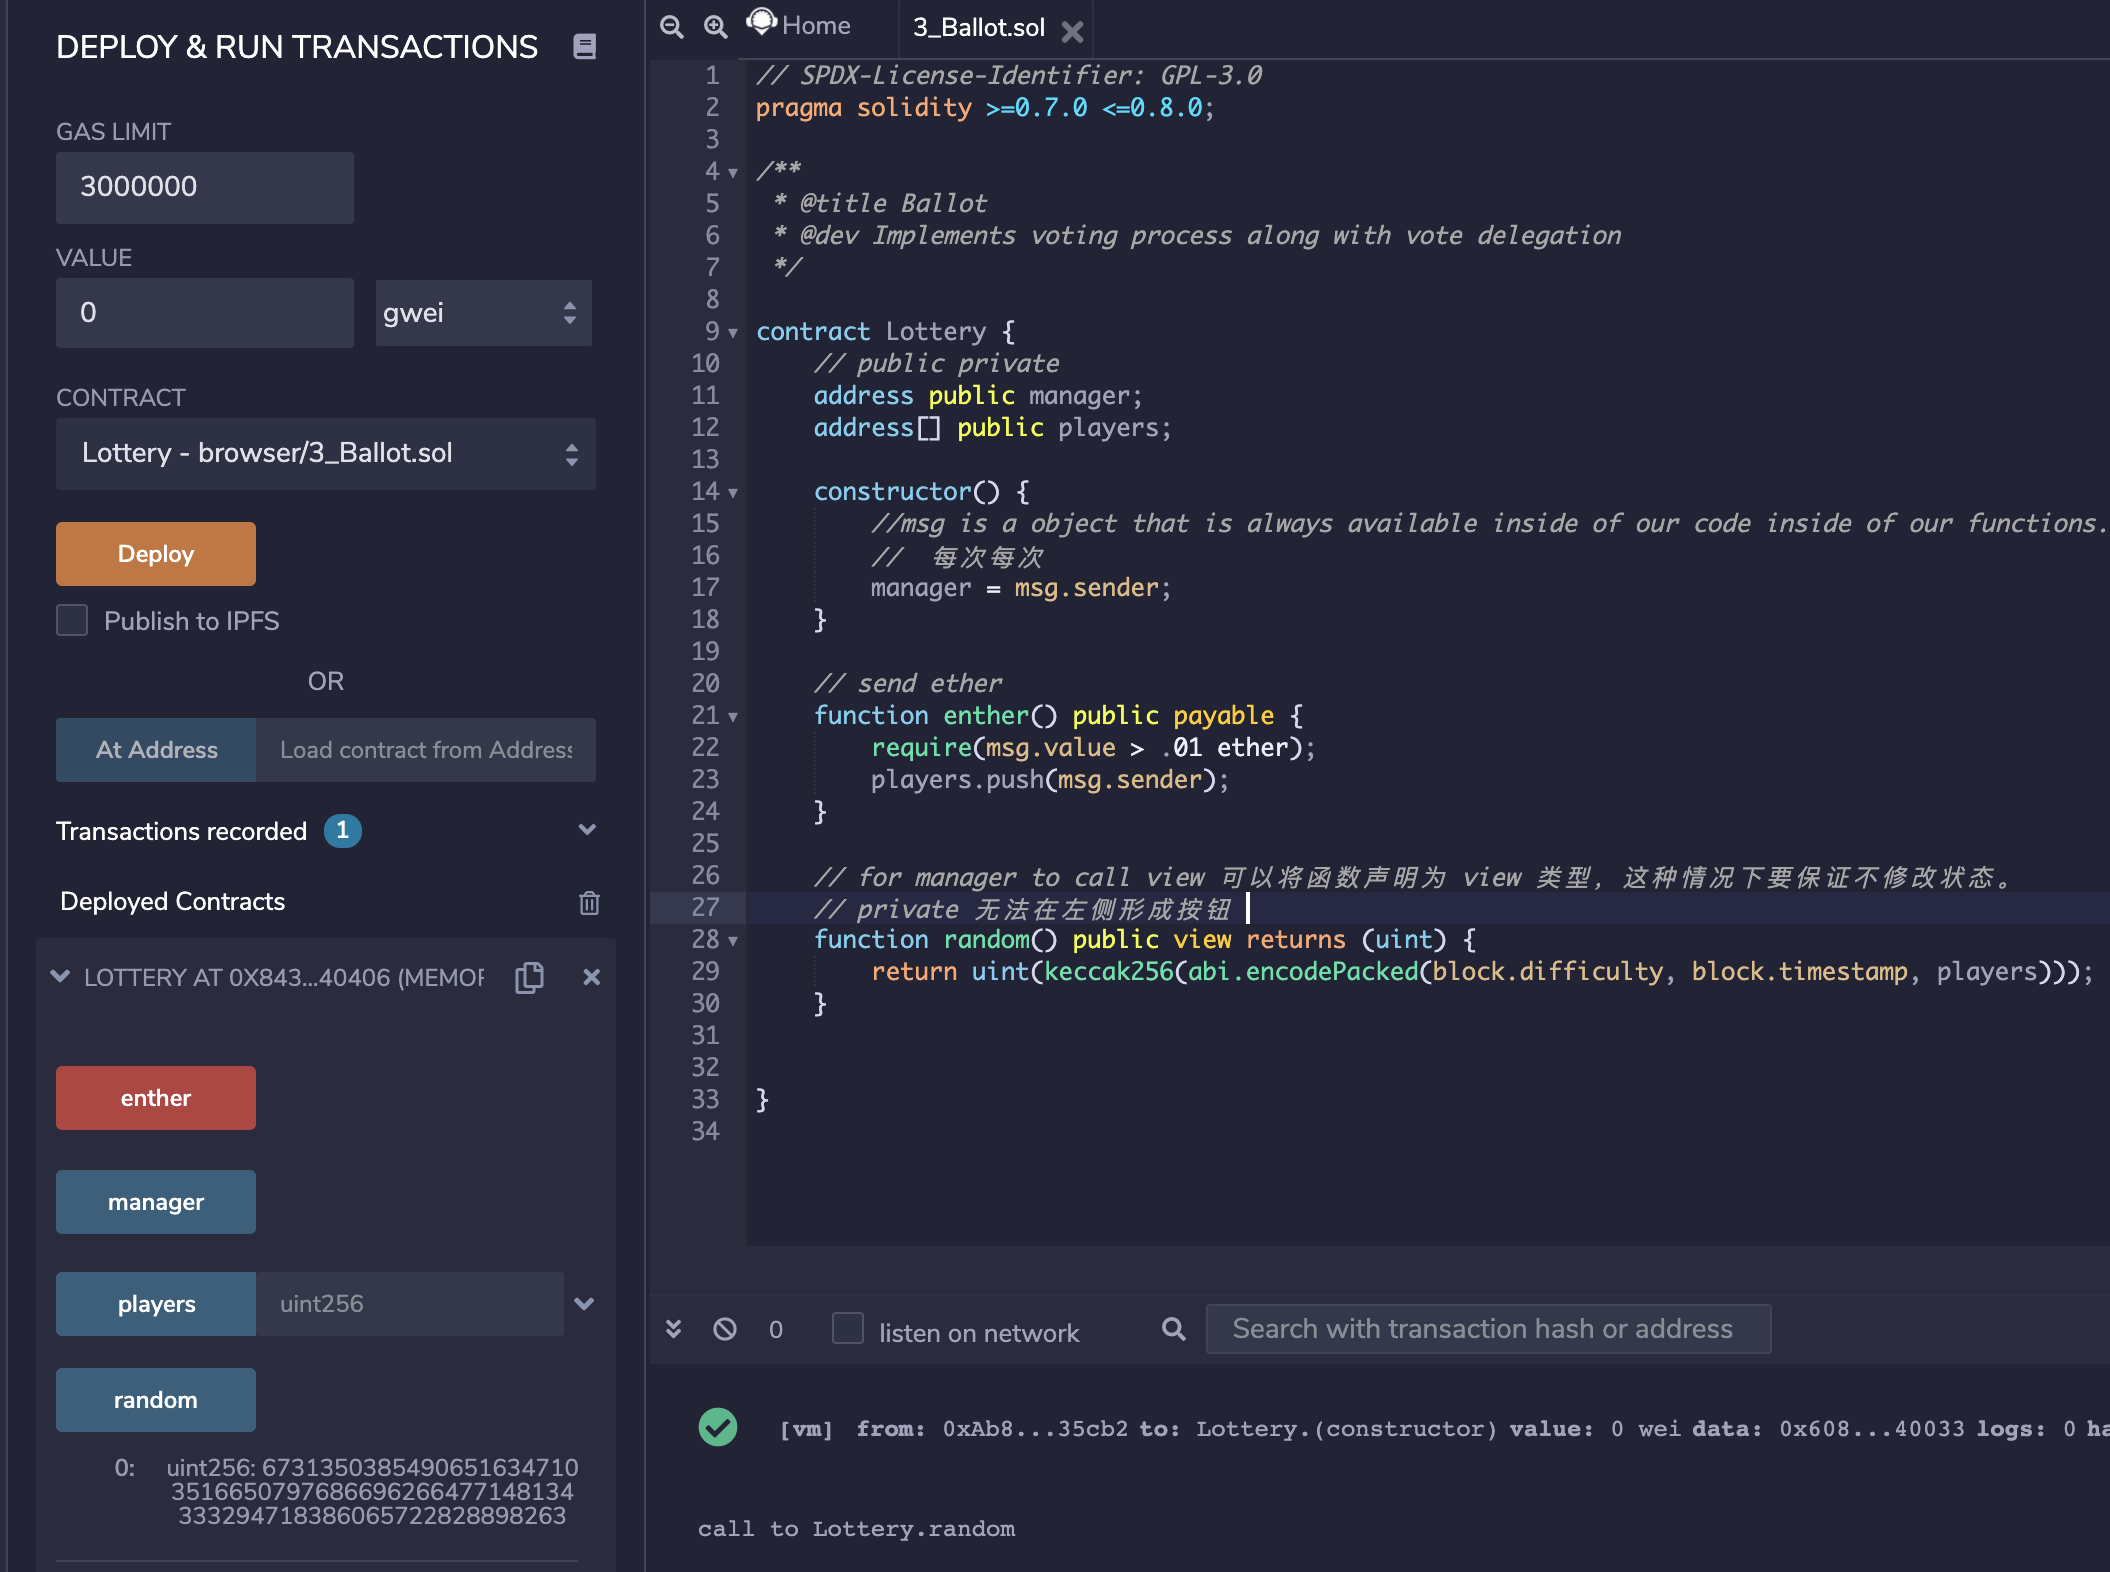 DEPLOY & RUN TRANSACTIONS
GAS LIMIT
3000000
VALUE
0
gwei
CONTRACT
Lottery - browser/3_Ballot.sol
Deploy
Publish to IPFS
OR
At Address
Load contract from Address
Transactions recorded 1
Deployed Contracts
LOTTERY AT 0X843...40406 (MEMOR
enther
manager
players
uint256
random
0: uint256: 6731350385490651634710
35166507976866962664771481 34
333294718386065722828898263
Home
3_Ballot.sol
1 // SPDX-License-Identifier: GPL-3.0
2 pragma solidity >=0.7.0 <=0.8.0;
3
4 /**
5  * @title Ballot
6  * @dev Implements voting process along with vote delegation
7  */
8
9 contract Lottery {
10     // public private
11     address public manager;
12     address[] public players;
13
14     constructor() {
15         //msg is a object that is always available inside of our code inside of our functions.
16         //  每次每次
17         manager = msg.sender;
18     }
19
20     // send ether
21     function enther() public payable {
22         require(msg.value > .01 ether);
23         players.push(msg.sender);
24     }
25
26     // for manager to call view 可以将函数声明为 view 类型，这种情况下要保证不修改状态。
27     // private 无法在左侧形成按钮
28     function random() public view returns (uint) {
29         return uint(keccak256(abi.encodePacked(block.difficulty, block.timestamp, players)));
30     }
31
32
33 }
34
0
listen on network
Search with transaction hash or address
[vm] from: 0xAb8...35cb2 to: Lottery.(constructor) value: 0 wei data: 0x608...40033 logs: 0 ha
call to Lottery.random